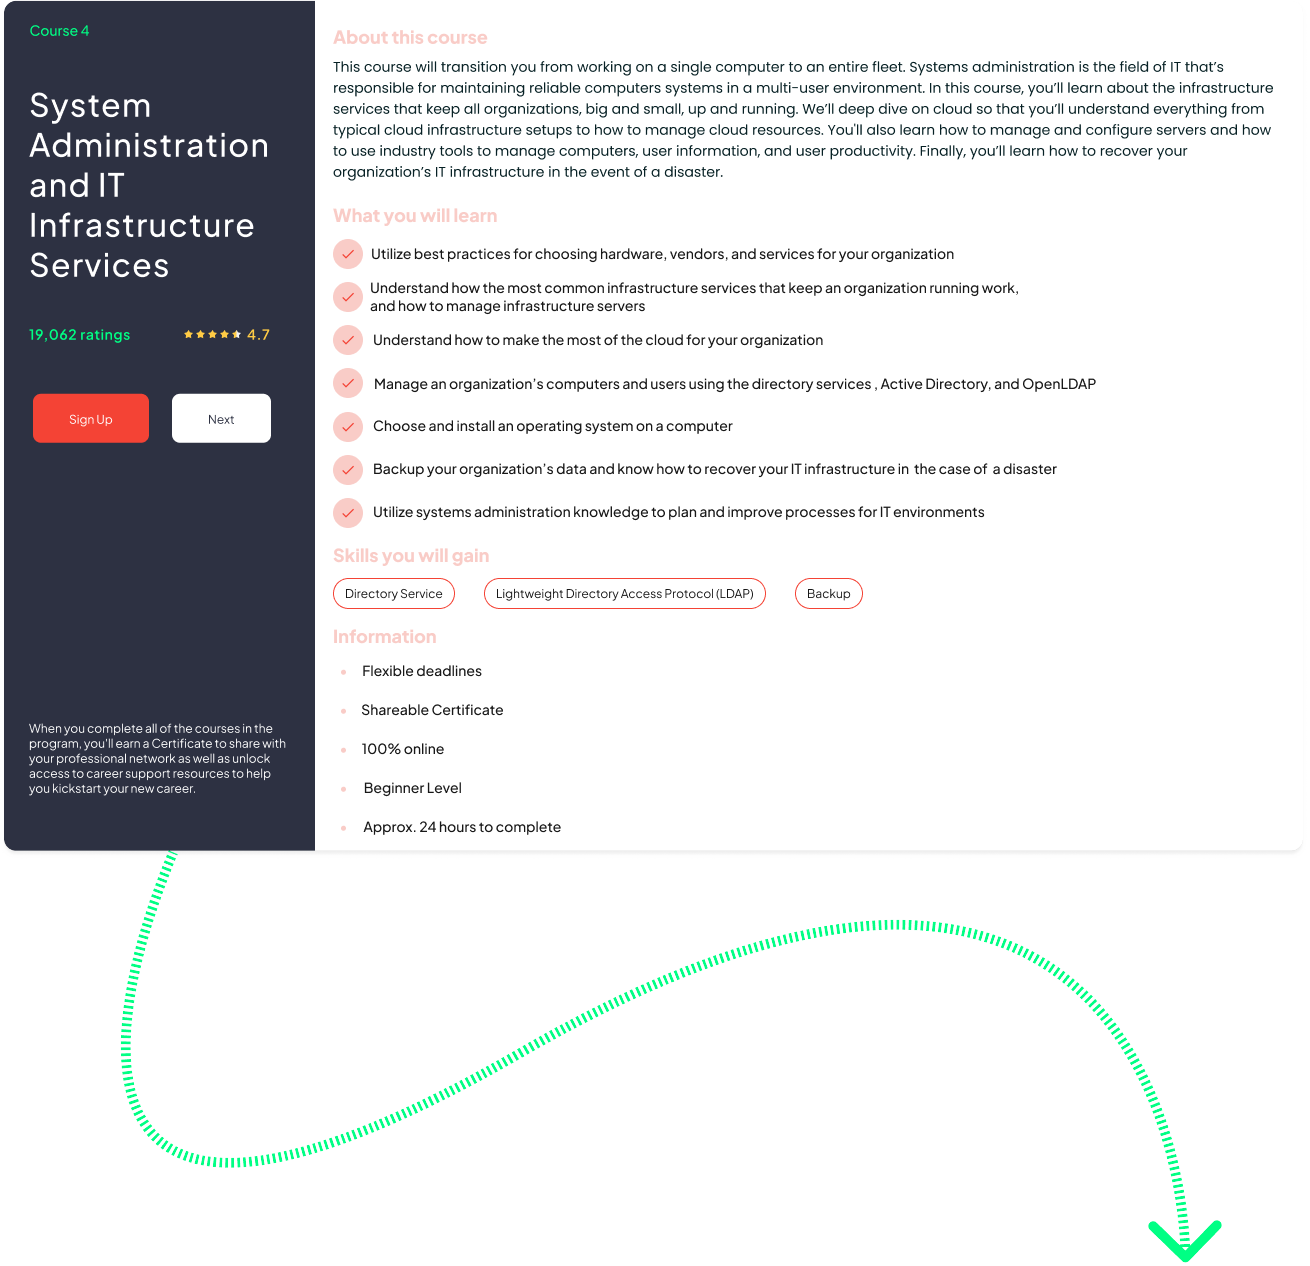 Course 4
System
Administration
and IT
Infrastructure
Services
19,062 ratings
4.7
Sign Up
Next
When you complete all of the courses in the
program, you'll earn a Certificate to share with
your professional network as well as unlock
access to career support resources to help
you kickstart your new career.
About this course
This course will transition you from working on a single computer to an entire fleet. Systems administration is the field of IT that’s
responsible for maintaining reliable computers systems in a multi-user environment. In this course, you’ll learn about the infrastructure
services that keep all organizations, big and small, up and running. We’ll deep dive on cloud so that you’ll understand everything from
typical cloud infrastructure setups to how to manage cloud resources. You'll also learn how to manage and configure servers and how
to use industry tools to manage computers, user information, and user productivity. Finally, you’ll learn how to recover your
organization’s IT infrastructure in the event of a disaster.
What you will learn
Utilize best practices for choosing hardware, vendors, and services for your organization
Understand how the most common infrastructure services that keep an organization running work,
and how to manage infrastructure servers
Understand how to make the most of the cloud for your organization
Manage an organization’s computers and users using the directory services , Active Directory, and OpenLDAP
Choose and install an operating system on a computer
Backup your organization’s data and know how to recover your IT infrastructure in the case of a disaster
Utilize systems administration knowledge to plan and improve processes for IT environments
Skills you will gain
Directory Service
Lightweight Directory Access Protocol (LDAP)
Backup
Information
Flexible deadlines
Shareable Certificate
100% online
Beginner Level
Approx. 24 hours to complete